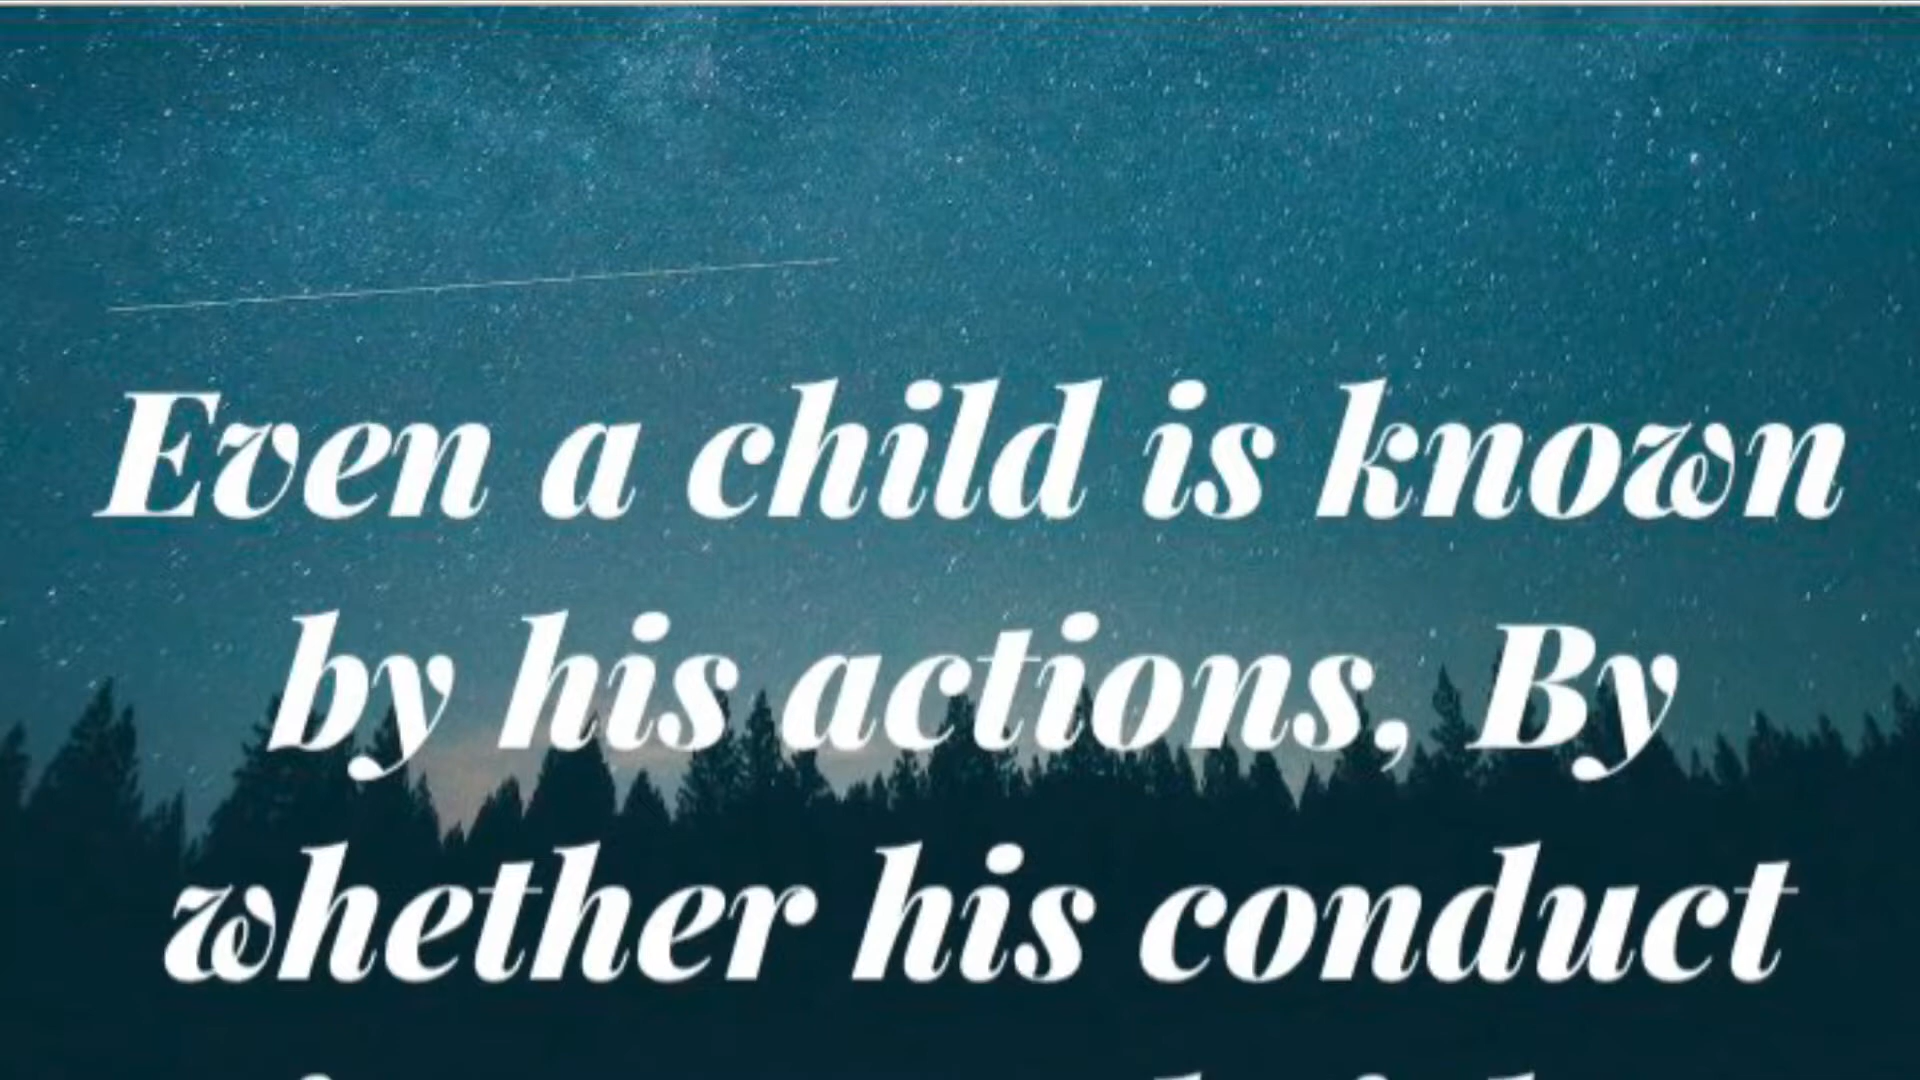 Even a child is known
by his actions, By
whether his conduct